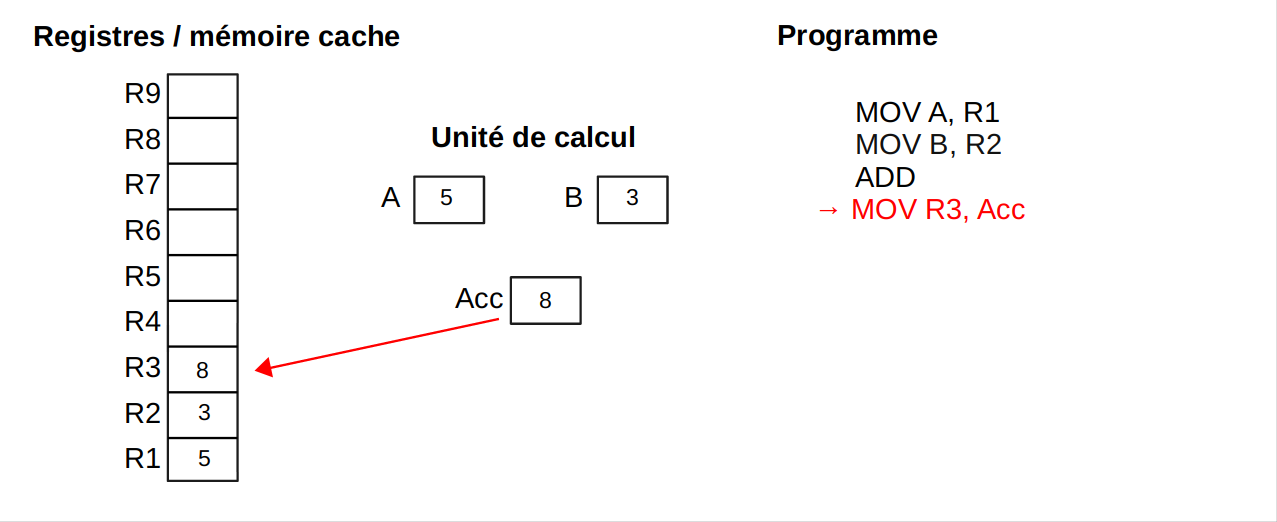 Registres / mémoire cache
R9
R8
R7
R6
R5
R4
R3 8
R2 3
R1 5
Unité de calcul
A 5 B 3
Acc 8
Programme
MOV A, R1
MOV B, R2
ADD
→ MOV R3, Acc